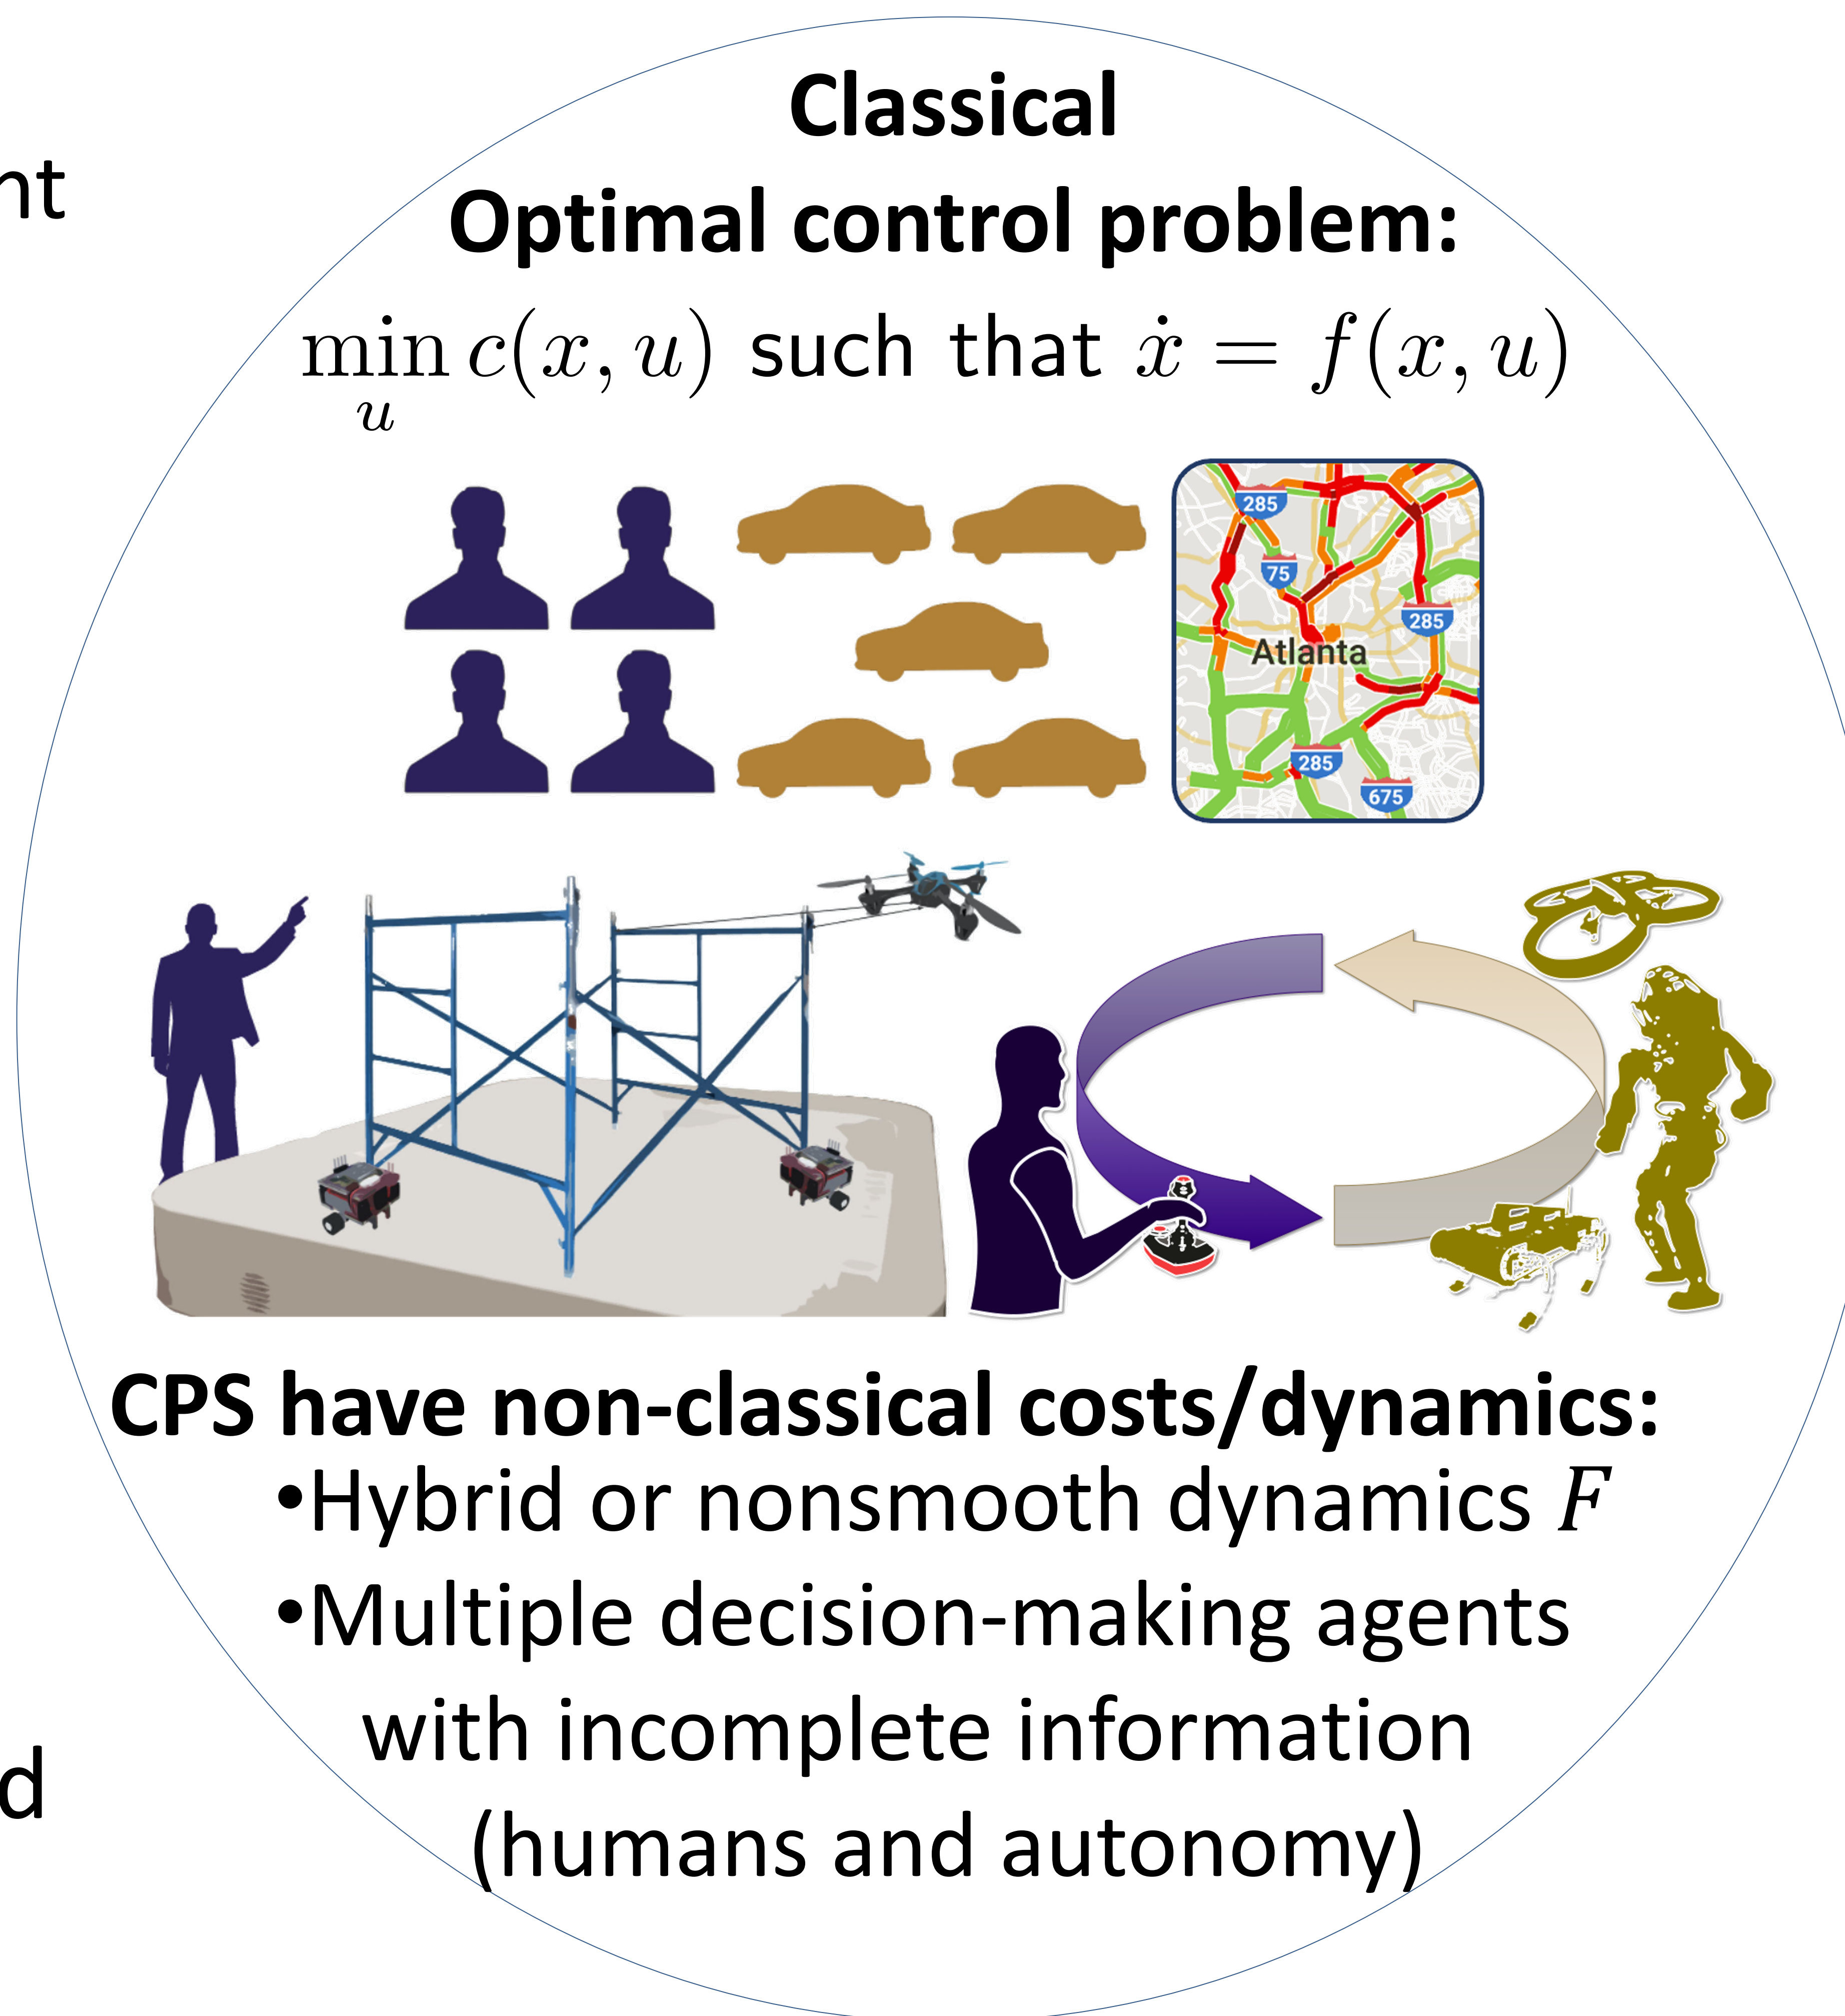 Classical
nt
Optimal control problem:
min c(x, u) such that ẋ = f(x, u)
u
285
75
285
Atlanta
285
675
CPS have non-classical costs/dynamics:
•Hybrid or nonsmooth dynamics F
•Multiple decision-making agents
with incomplete information
d
(humans and autonomy)